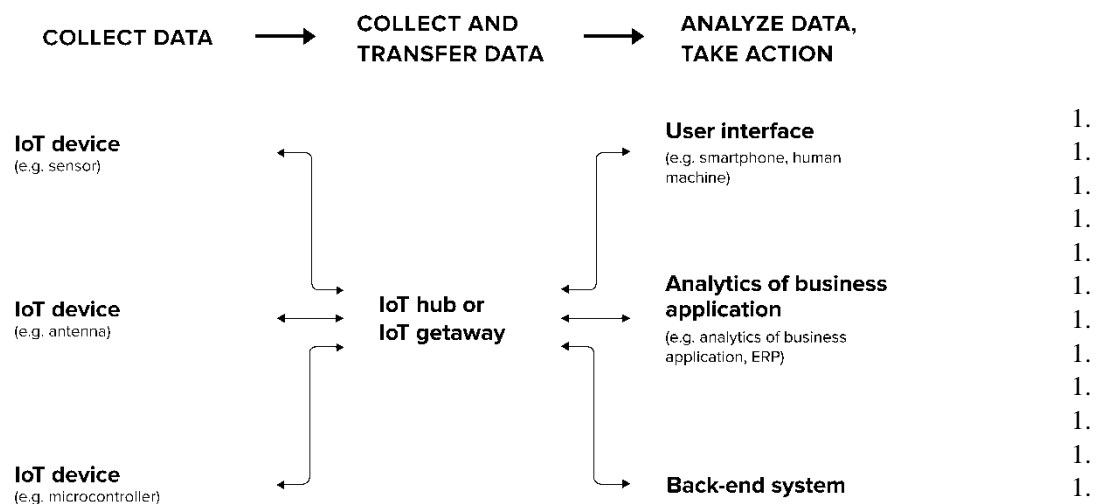 COLLECT DATA
COLLECT AND
TRANSFER DATA
ANALYZE DATA,
TAKE ACTION
IoT device
(e.g. sensor)
IoT device
(e.g. antenna)
IoT device
(e.g. microcontroller)
IoT hub or
IoT getaway
User interface
(e.g. smartphone, human
machine)
Analytics of business
application
(e.g. analytics of business
application, ERP)
Back-end system
1.
1.
1.
1.
1.
1.
1.
1.
1.
1.
1.
1.